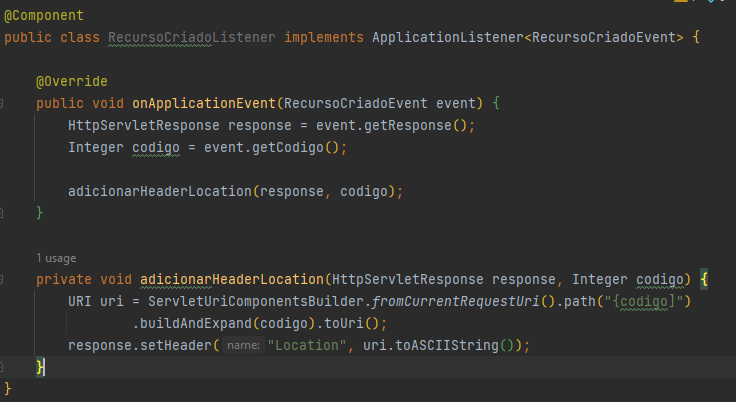 @Component
public class RecursoCriadoListener implements ApplicationListener<RecursoCriadoEvent> {
@Override
public void onApplicationEvent(RecursoCriadoEvent event) {
HttpServletResponse response = event.getResponse();
Integer codigo = event.getCodigo();
adicionarHeaderLocation(response, codigo);
}
1 usage
private void adicionarHeaderLocation(HttpServletResponse response, Integer codigo) {
URI uri = ServletUriComponentsBuilder.fromCurrentRequestUri().path("{codigo]")
.buildAndExpand(codigo).toUri();
response.setHeader( name: "Location", uri.toASCIIString());
}
}